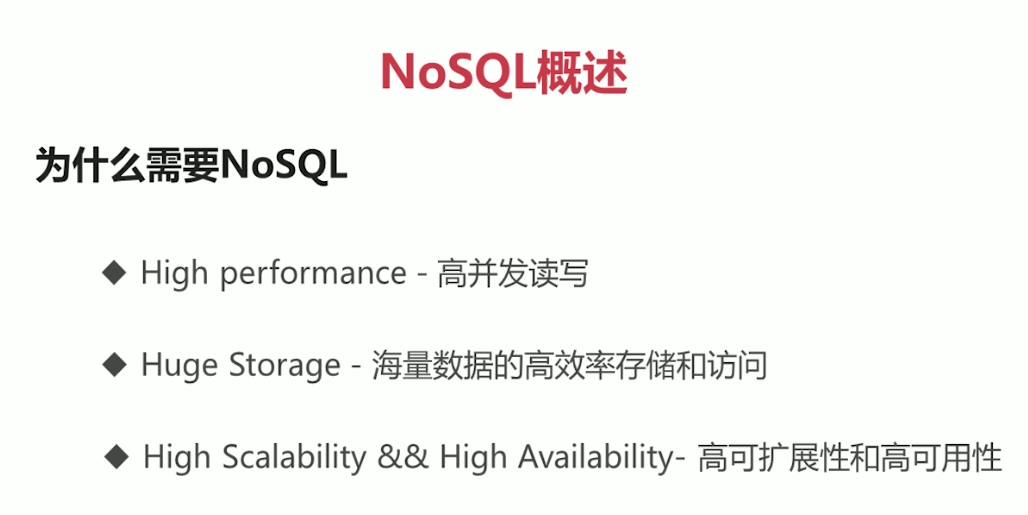 NoSQL概述
为什么需要NoSQL
◆ High performance - 高并发读写
◆ Huge Storage - 海量数据的高效率存储和访问
◆ High Scalability && High Availability- 高可扩展性和高可用性